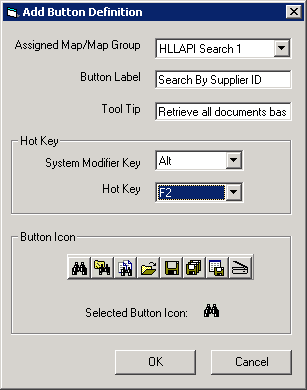 Add Button Definition
Assigned Map/Map Group HLLAPI Search 1
Button Label Search By Supplier ID
Tool Tip Retrieve all documents bas
Hot Key
System Modifier Key Alt
Hot Key F2
Button Icon
Selected Button Icon:
OK Cancel